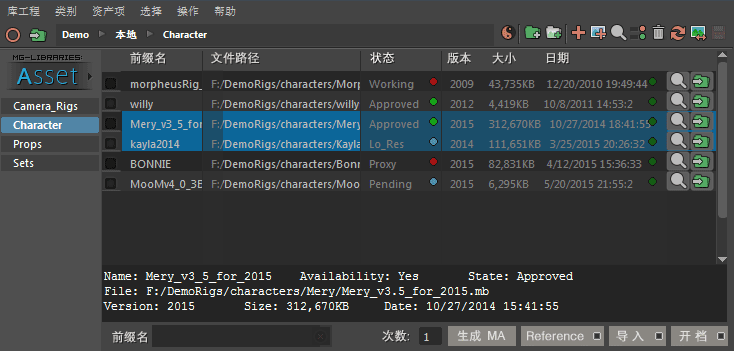 库工程 类别 资产项 选择 操作 帮助
Demo 本地 Character
MG-LIBRARIES:
Asset
Camera_Rigs
Character
Props
Sets
前缀名 文件路径 状态 版本 大小 日期
morpheusRig_ F:/DemoRigs/characters/Morp Working 2009 43,735KB 12/20/2010 19:49:44
willy F:/DemoRigs/characters/willy Approved 2012 4,419KB 10/8/2011 14:53:2
Mery_v3_5_for_ F:/DemoRigs/characters/Mery Approved 2015 312,670KB 10/27/2014 18:41:55
kayla2014 F:/DemoRigs/characters/Kayla Lo_Res 2014 111,651KB 3/25/2015 20:26:32
BONNIE F:/DemoRigs/characters/Bonn Proxy 2015 82,831KB 4/12/2015 15:36:33
MooMv4_0_3E F:/DemoRigs/characters/Moo Pending 2015 6,295KB 5/20/2015 21:55:2
Name: Mery_v3_5_for_2015 Availability: Yes State: Approved
File: F:/DemoRigs/characters/Mery/Mery_v3.5_for_2015.mb
Version: 2015 Size: 312,670KB Date: 10/27/2014 15:41:55
前缀名 次数: 1 生成 MA Reference 导 入 开 档